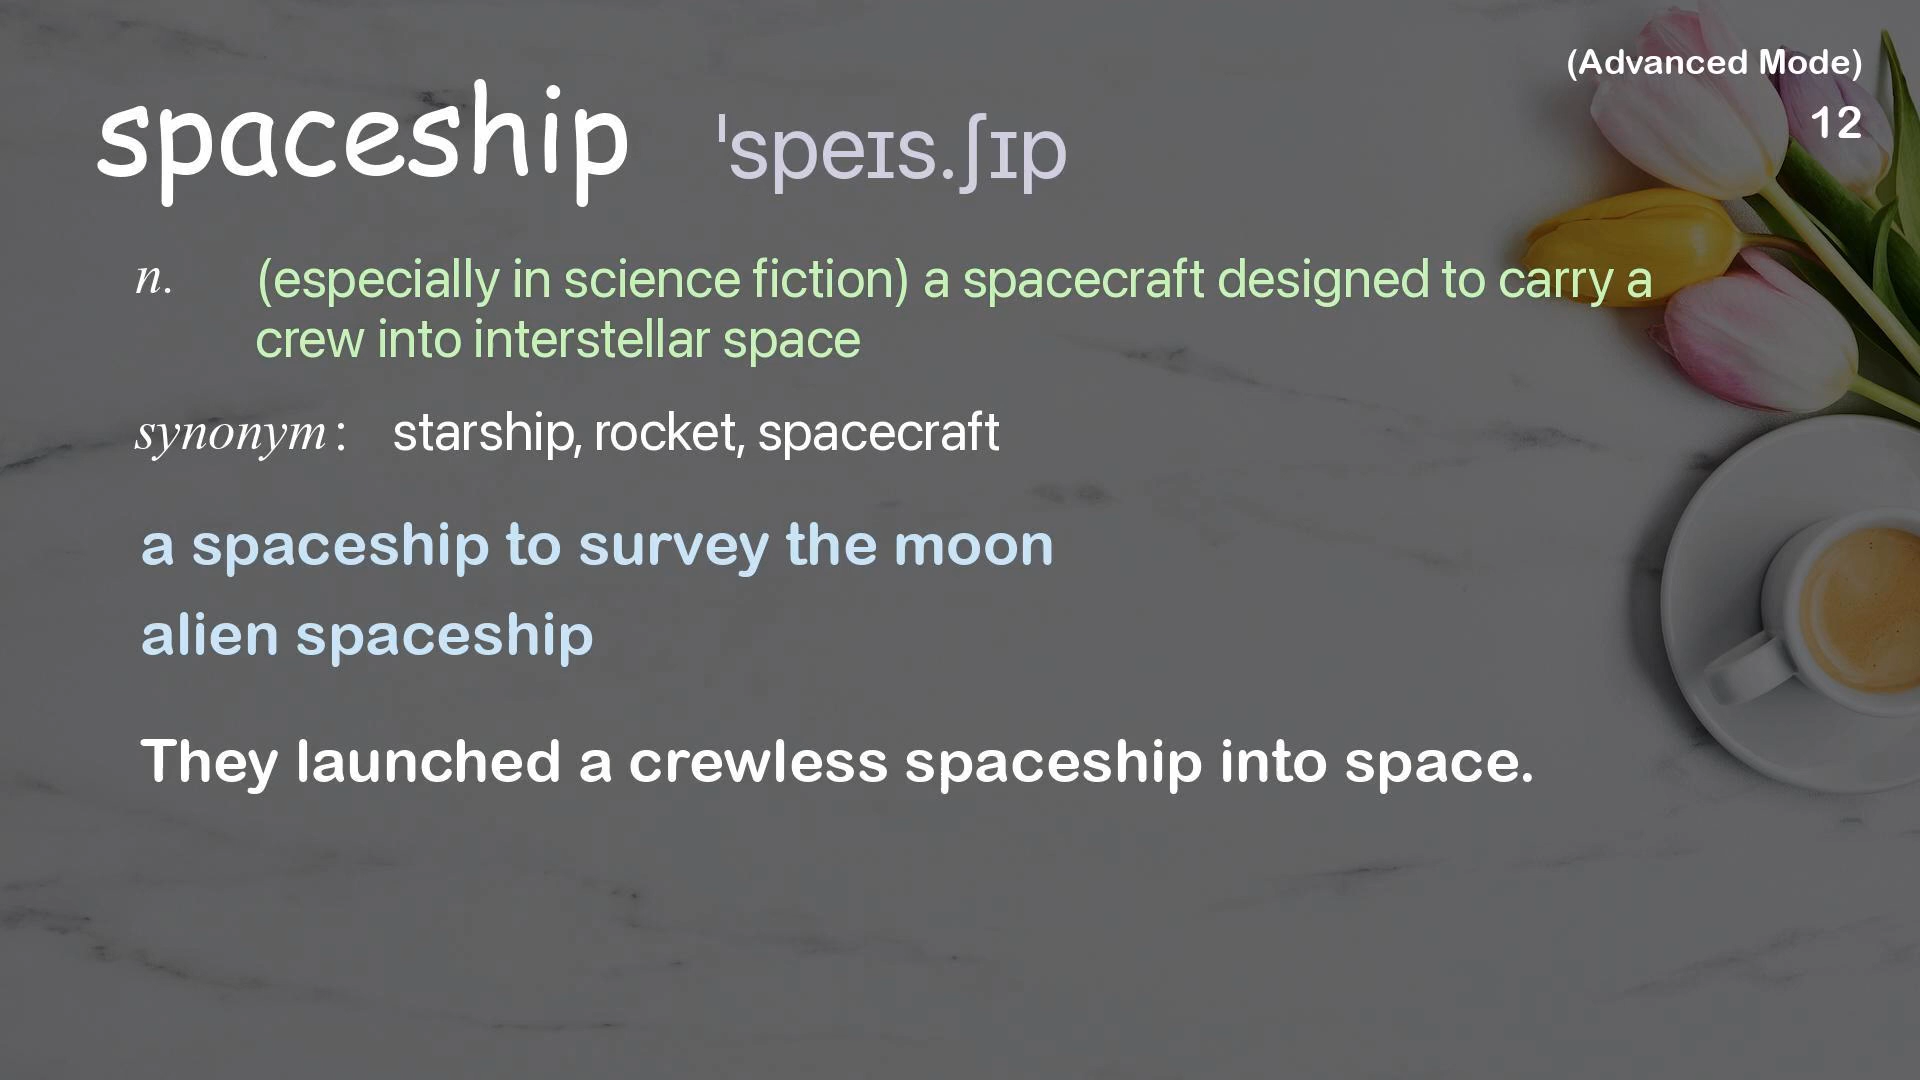 (Advanced Mode)
12
spaceship ˈspeɪs.ʃɪp
n. (especially in science fiction) a spacecraft designed to carry a
crew into interstellar space
synonym: starship, rocket, spacecraft
a spaceship to survey the moon
alien spaceship
They launched a crewless spaceship into space.